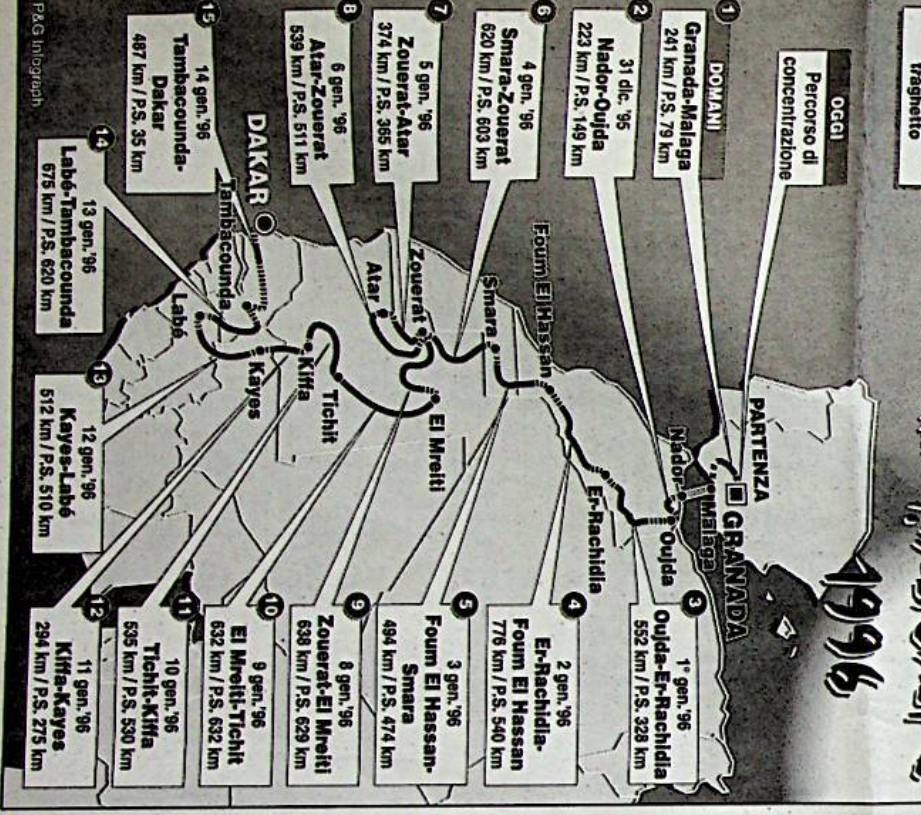 traghetto
1996
OGGI
Percorso di
concentrazione
DOMANI
1
Granada-Malaga
241 km / P.S. 79 km
2
31 dic. '95
Nador-Oujda
223 km / P.S. 149 km
6
4 gen. '96
Smara-Zouerat
620 km / P.S. 603 km
7
5 gen. '96
Zouerat-Atar
374 km / P.S. 365 km
8
6 gen. '96
Atar-Zouerat
539 km / P.S. 511 km
15
14 gen. '96
Tambacounda-
Dakar
487 km / P.S. 35 km
14
13 gen. '96
Labé-Tambacounda
675 km / P.S. 620 km
PARTENZA
GRANADA
Malaga
Nador
Oujda
Er-Rachidia
Foum El Hassan
Smara
Zouerat
Atar
El Mreiti
Tichit
Kiffa
Kayes
Labé
Tambacounda
DAKAR
3
1° gen. '96
Oujda-Er-Rachidia
552 km / P.S. 328 km
4
2 gen. '96
Er-Rachidia-
Foum El Hassan
776 km / P.S. 540 km
5
3 gen. '96
Foum El Hassan-
Smara
494 km / P.S. 474 km
9
8 gen. '96
Zouerat-El Mreiti
638 km / P.S. 629 km
10
9 gen. '96
El Mreiti-Tichit
632 km / P.S. 632 km
11
10 gen. '96
Tichit-Kiffa
535 km / P.S. 530 km
12
11 gen. '96
Kiffa-Kayes
294 km / P.S. 275 km
13
12 gen. '96
Kayes-Labé
512 km / P.S. 510 km
P&G Infograph